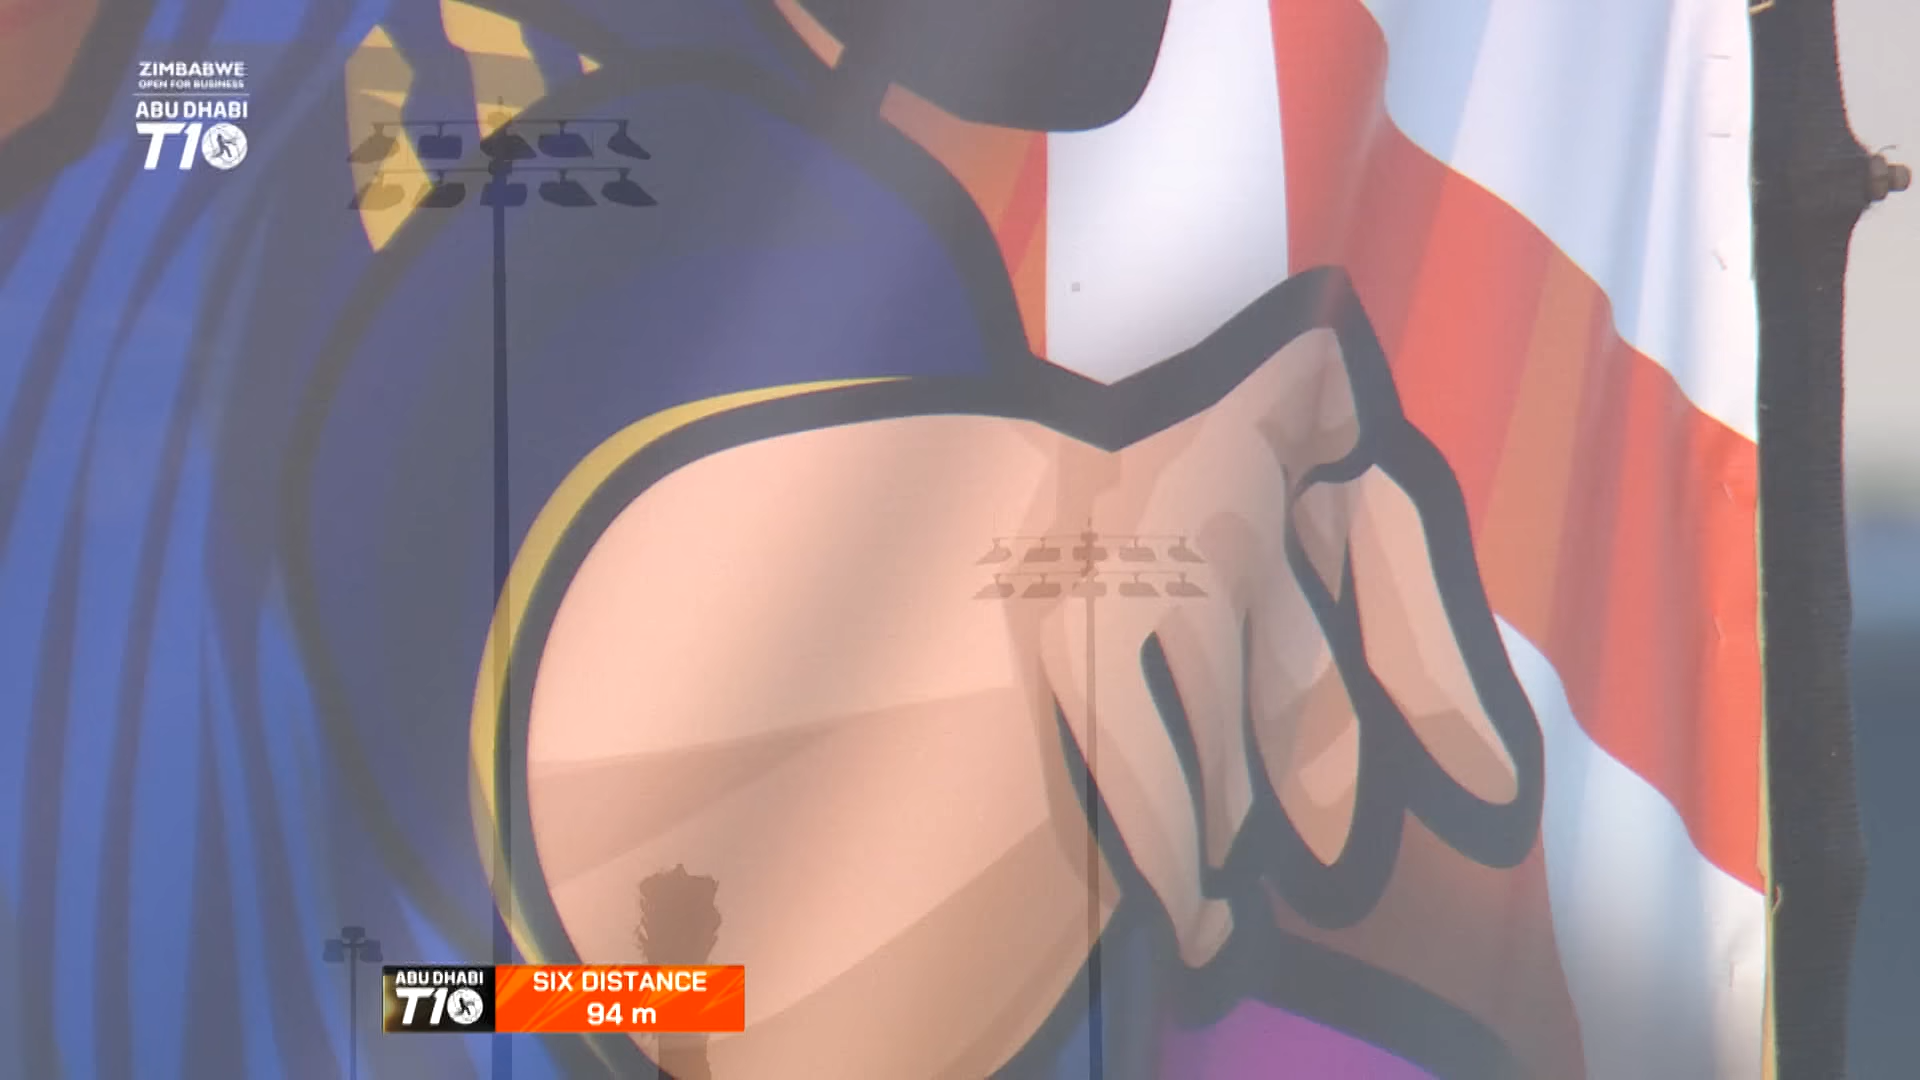 ZIMBABWE
OPEN FOR BUSINESS
ABU DHABI
T10
ABU DHABI
T10
SIX DISTANCE
94 m